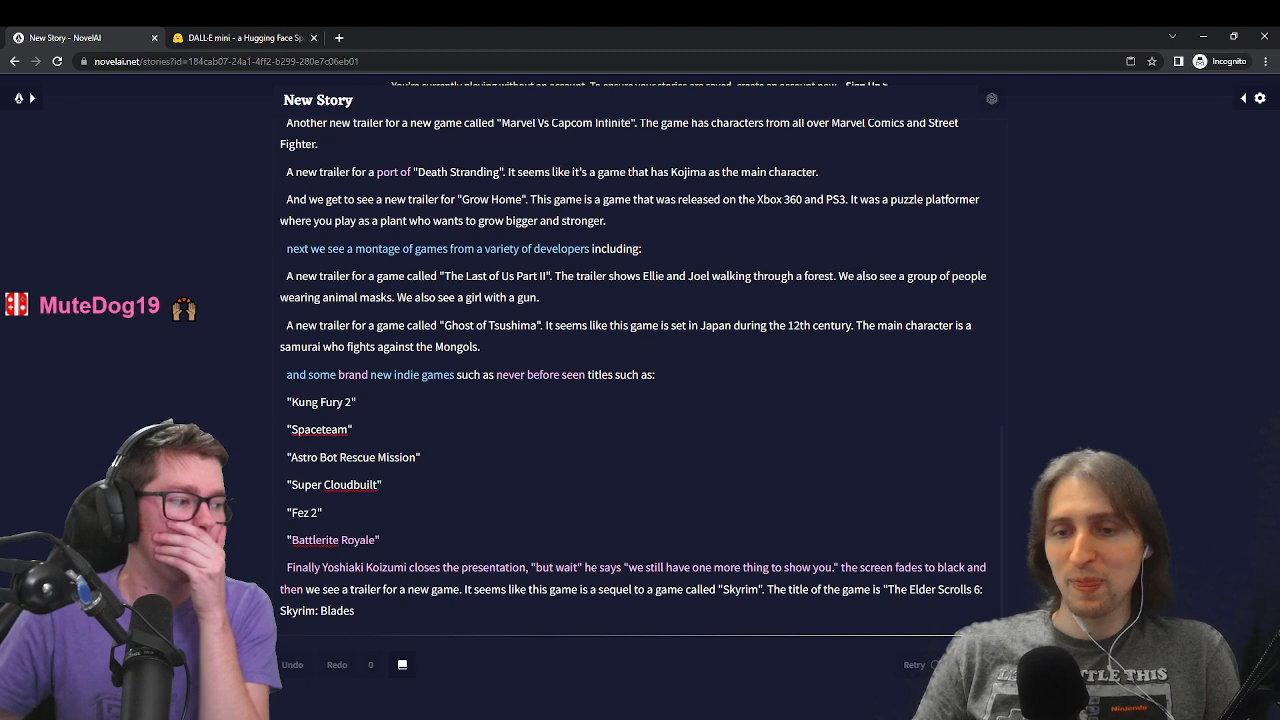 New Story - NovelAI
DALL·E mini - a Hugging Face Sp
novelai.net/stories?id=184cab07-24a1-4ff2-b299-280e7c06eb01
Incognito
You're currently playing without an account. To ensure your stories are saved, create an account now. Sign Up >
New Story
Another new trailer for a new game called "Marvel Vs Capcom Infinite". The game has characters from all over Marvel Comics and Street
Fighter.
A new trailer for a port of "Death Stranding". It seems like it's a game that has Kojima as the main character.
And we get to see a new trailer for "Grow Home". This game is a game that was released on the Xbox 360 and PS3. It was a puzzle platformer
where you play as a plant who wants to grow bigger and stronger.
next we see a montage of games from a variety of developers including:
A new trailer for a game called "The Last of Us Part II". The trailer shows Ellie and Joel walking through a forest. We also see a group of people
wearing animal masks. We also see a girl with a gun.
MuteDog19
A new trailer for a game called "Ghost of Tsushima". It seems like this game is set in Japan during the 12th century. The main character is a
samurai who fights against the Mongols.
and some brand new indie games such as never before seen titles such as:
"Kung Fury 2"
"Spaceteam"
"Astro Bot Rescue Mission"
"Super Cloudbuilt"
"Fez 2"
"Battlerite Royale"
Finally Yoshiaki Koizumi closes the presentation, "but wait" he says "we still have one more thing to show you." the screen fades to black and
then we see a trailer for a new game. It seems like this game is a sequel to a game called "Skyrim". The title of the game is "The Elder Scrolls 6:
Skyrim: Blades
Undo
Redo
0
Retry
THIS
Nintendo